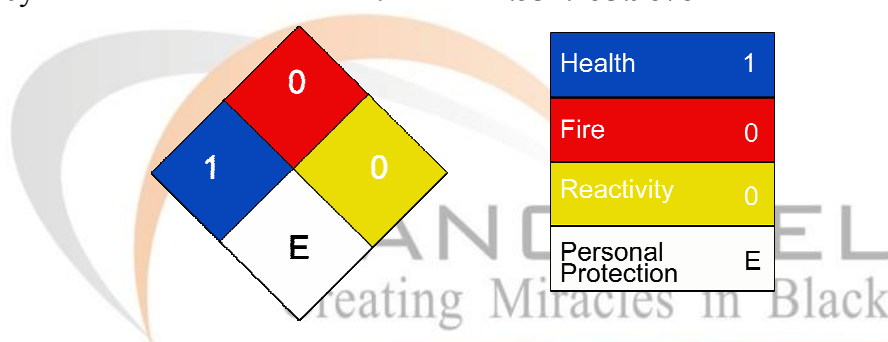 0
1
0
E
Health 1
Fire 0
Reactivity 0
Personal
Protection E
Creating Miracles in Black